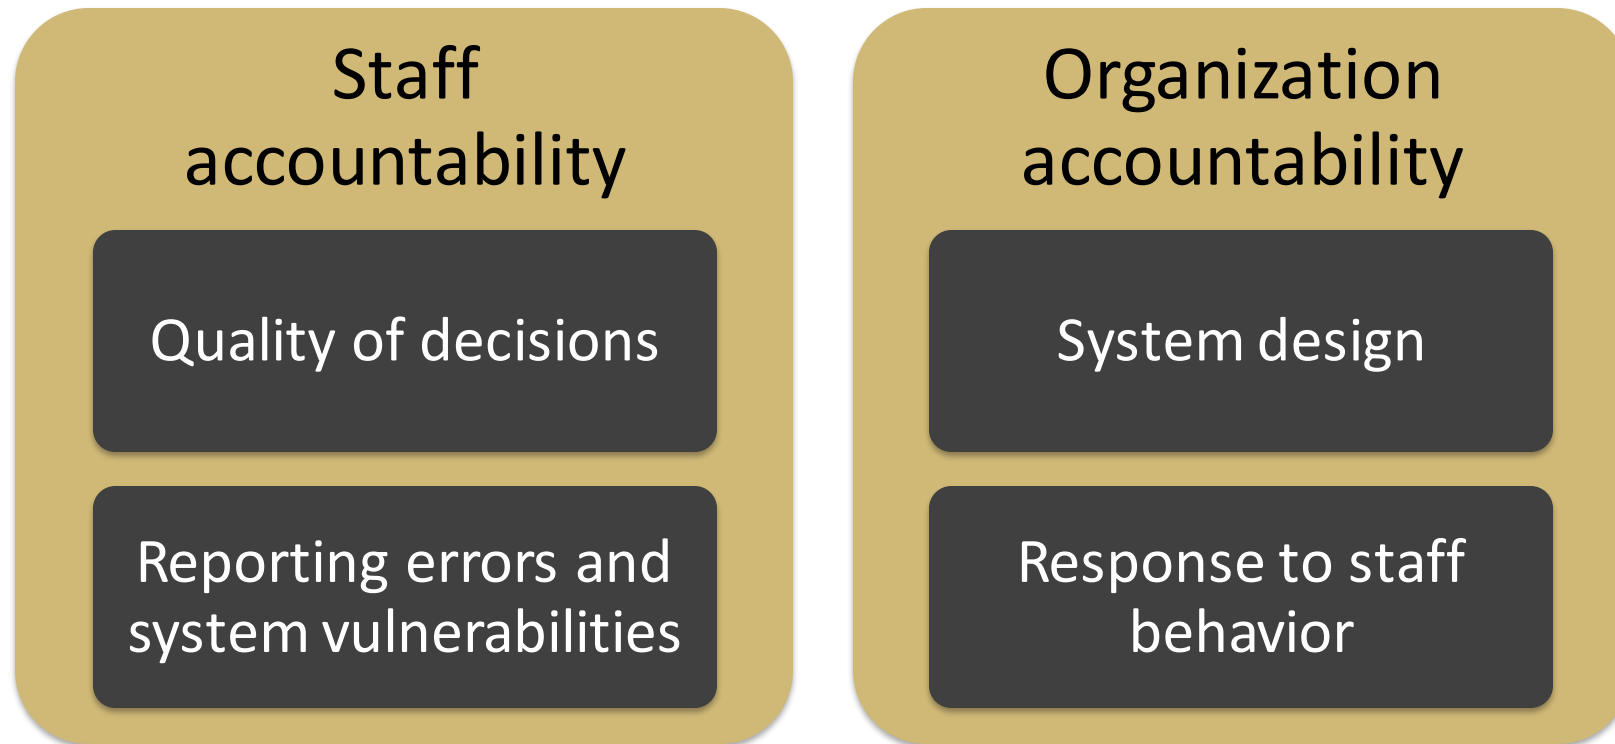 Staff
accountability
Quality of decisions
Reporting errors and
system vulnerabilities
Organization
accountability
System design
Response to staff
behavior